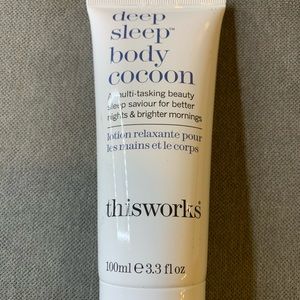 deep
sleep™
body
cocoon
A multi-tasking beauty
sleep saviour for better
nights & brighter mornings
lotion relaxante pour
les mains et le corps
thisworks®
100ml e 3.3 fl oz